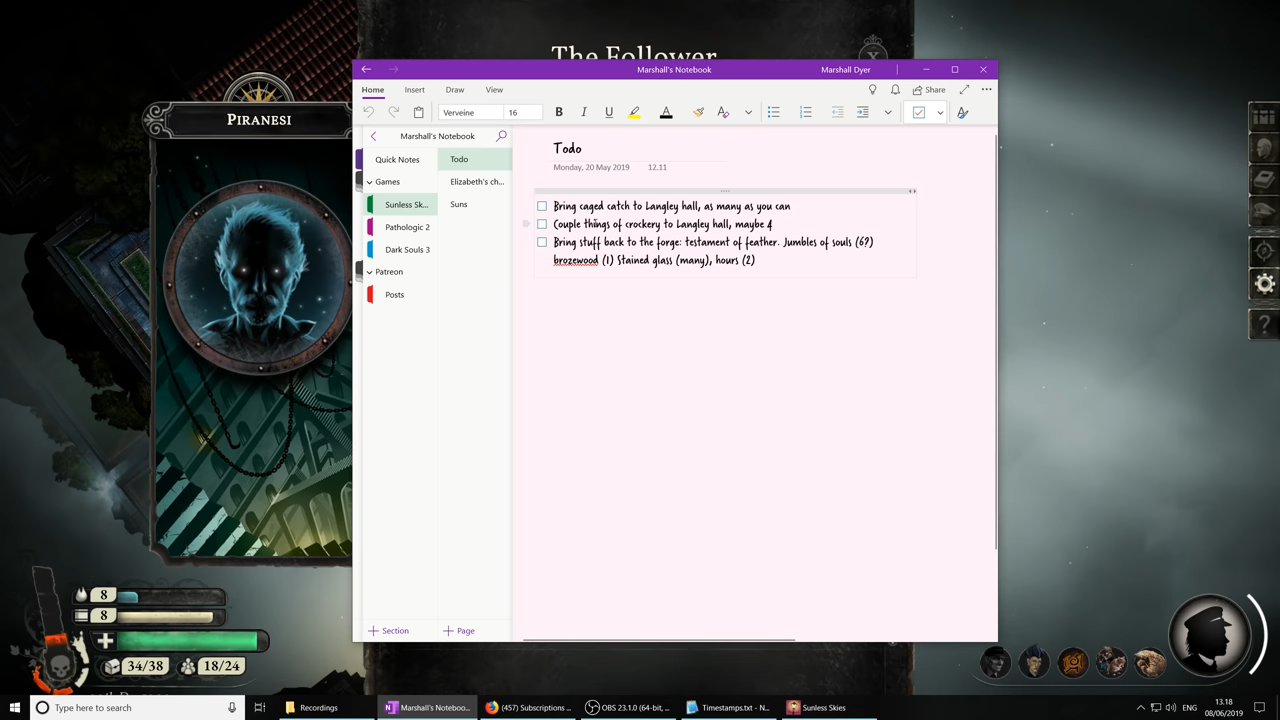 The Follower
PIRANESI
Marshall's Notebook
Marshall Dyer
Home
Insert
Draw
View
Share
Verveine
16
B
I
U
A
Marshall's Notebook
Quick Notes
Games
Sunless Sk...
Pathologic 2
Dark Souls 3
Patreon
Posts
Todo
Elizabeth's ch...
Suns
Todo
Monday, 20 May 2019
12.11
Bring caged catch to Langley hall, as many as you can
Couple things of crockery to Langley hall, maybe 4
Bring stuff back to the forge: testament of feather. Jumbles of souls (6?)
brozewood (1) Stained glass (many), hours (2)
Section
Page
8
8
34/38
18/24
Type here to search
Recordings
Marshall's Noteboo...
(457) Subscriptions ...
OBS 23.1.0 (64-bit, ...
Timestamps.txt - N...
Sunless Skies
ENG
13.18
08/06/2019